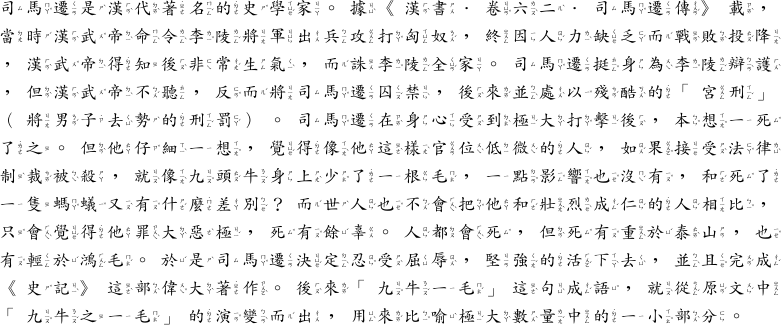 司馬遷是漢代著名的史學家。據《漢書．卷六二．司馬遷傳》載，
當時漢武帝命令李陵將軍出兵攻打匈奴，終因人力缺乏而戰敗投降
，漢武帝得知後非常生氣，而誅李陵全家。司馬遷挺身為李陵辯護
，但漢武帝不聽，反而將司馬遷囚禁，後來並處以殘酷的「宮刑」
（將男子去勢的刑罰）。司馬遷在身心受到極大打擊後，本想一死
了之。但他仔細一想，覺得像他這樣官位低微的人，如果接受法律
制裁被殺，就像九頭牛身上少了一根毛，一點影響也沒有，和死了
一隻螞蟻又有什麼差別？而世人也不會把他和壯烈成仁的人相比，
只會覺得他罪大惡極，死有餘辜。人都會死，但死有重於泰山，也
有輕於鴻毛。於是司馬遷決定忍受屈辱，堅強的活下去，並且完成
《史記》這部偉大著作。後來「九牛一毛」這句成語，就從原文中
「九牛之一毛」的演變而出，用來比喻極大數量中的一小部分。